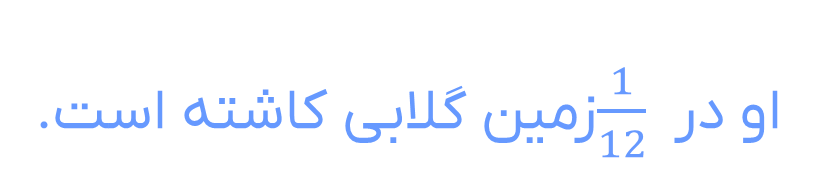 او در 1/12 زمین گلابی کاشته است.